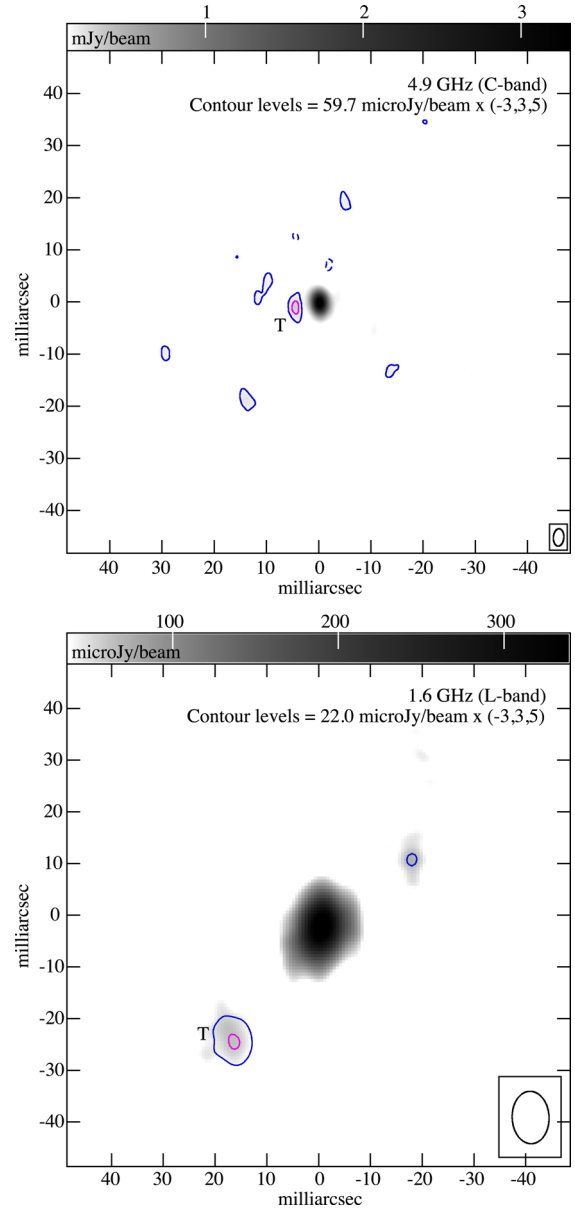 1 2 3
mJy/beam
4.9 GHz (C-band)
Contour levels = 59.7 microJy/beam x (-3,3,5)
40
30
20
10
0
-10
-20
-30
-40
milliarcsec
T
40 30 20 10 0 -10 -20 -30 -40
milliarcsec
100 200 300
microJy/beam
1.6 GHz (L-band)
Contour levels = 22.0 microJy/beam x (-3,3,5)
40
30
20
10
0
-10
-20
-30
-40
milliarcsec
T
40 30 20 10 0 -10 -20 -30 -40
milliarcsec